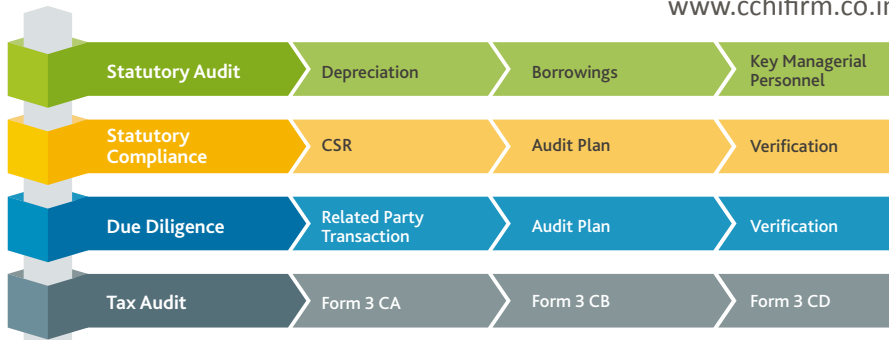 www.cchifirm.co.in
Statutory Audit
Depreciation
Borrowings
Key Managerial
Personnel
Statutory
Compliance
CSR
Audit Plan
Verification
Due Diligence
Related Party
Transaction
Audit Plan
Verification
Tax Audit
Form 3 CA
Form 3 CB
Form 3 CD